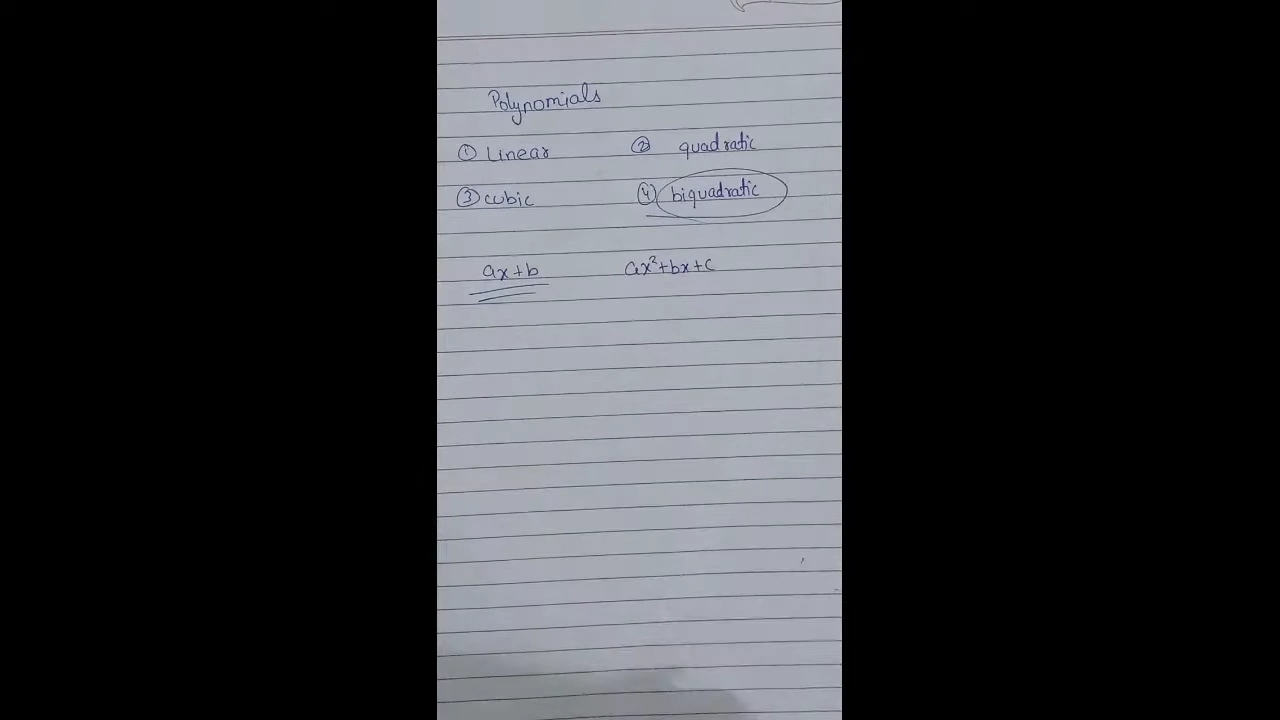 Polynomials
① Linear ② quadratic
③ cubic ④ biquadratic
ax+b ax²+bx+c